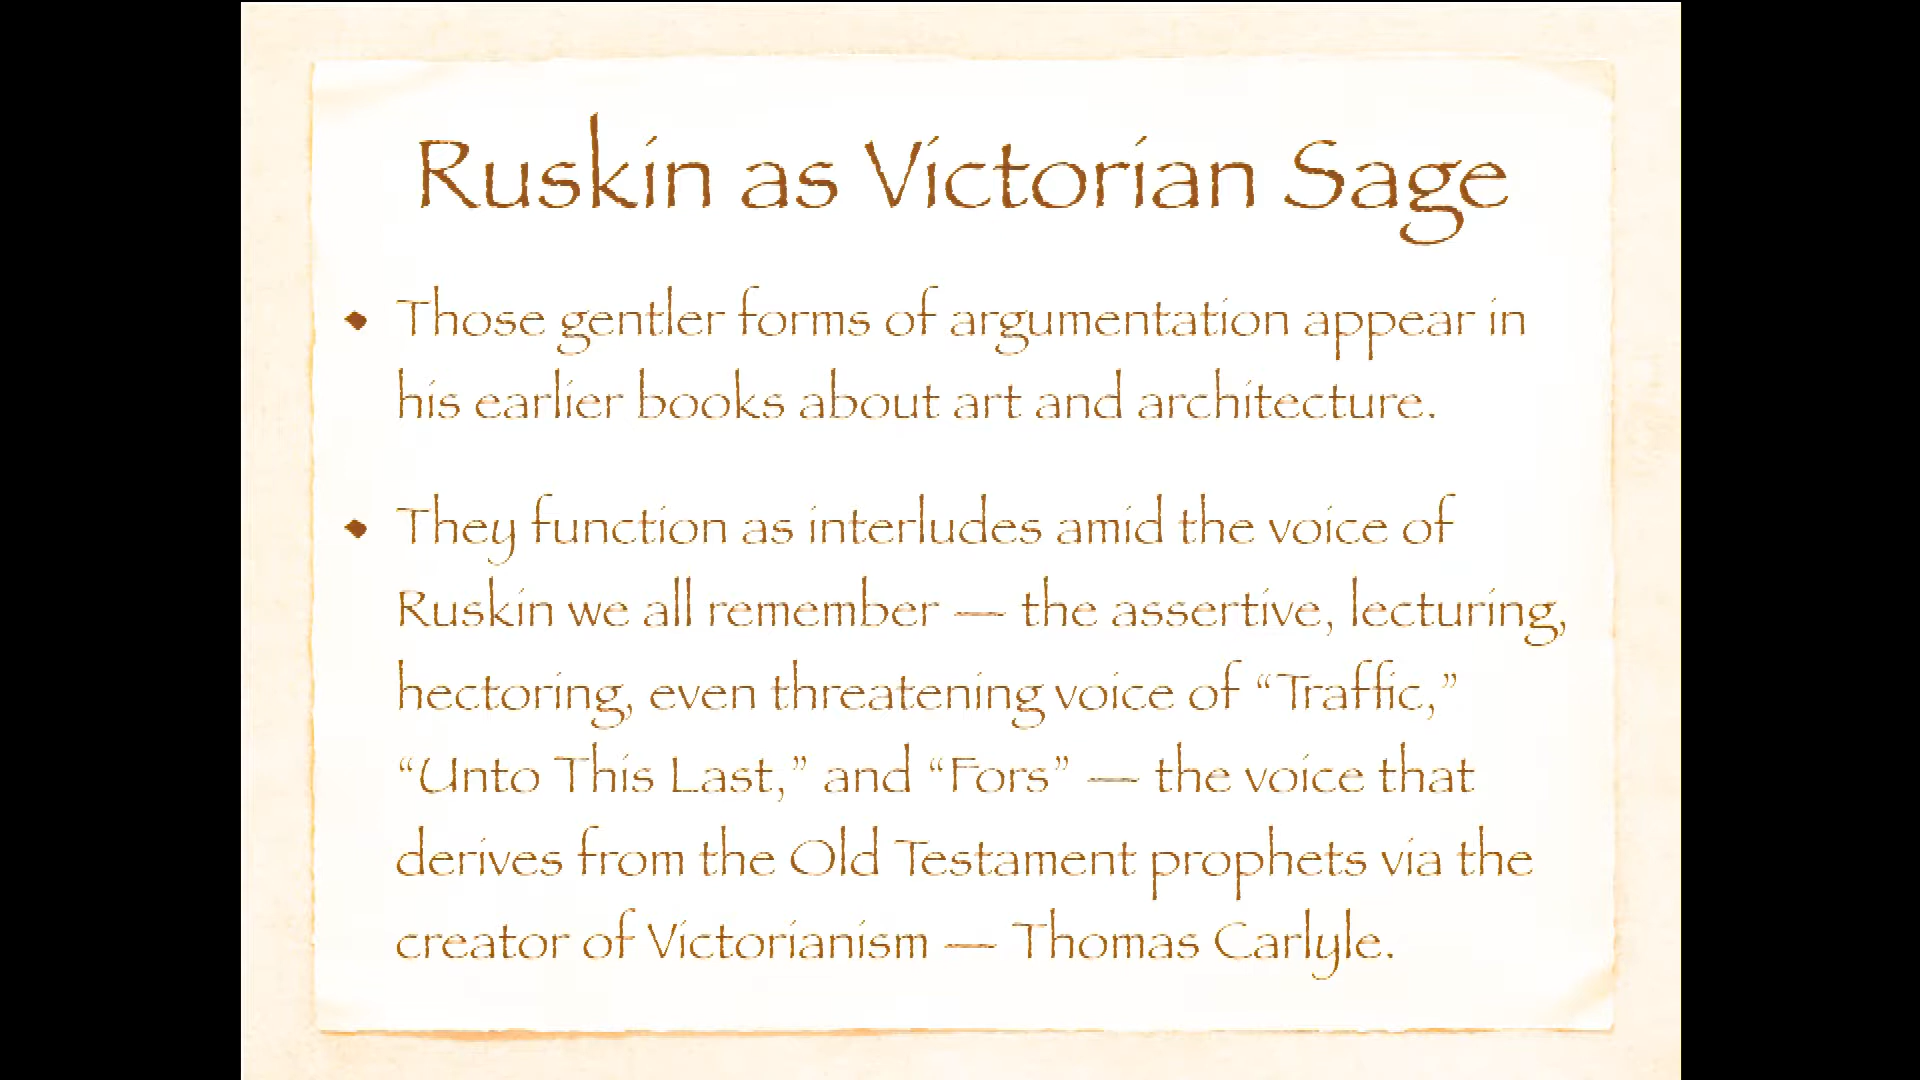 Ruskin as Victorian Sage
• Those gentler forms of argumentation appear in
his earlier books about art and architecture.
• They function as interludes amid the voice of
Ruskin we all remember — the assertive, lecturing,
hectoring, even threatening voice of “Traffic,”
“Unto This Last,” and “Fors” — the voice that
derives from the Old Testament prophets via the
creator of Victorianism — Thomas Carlyle.